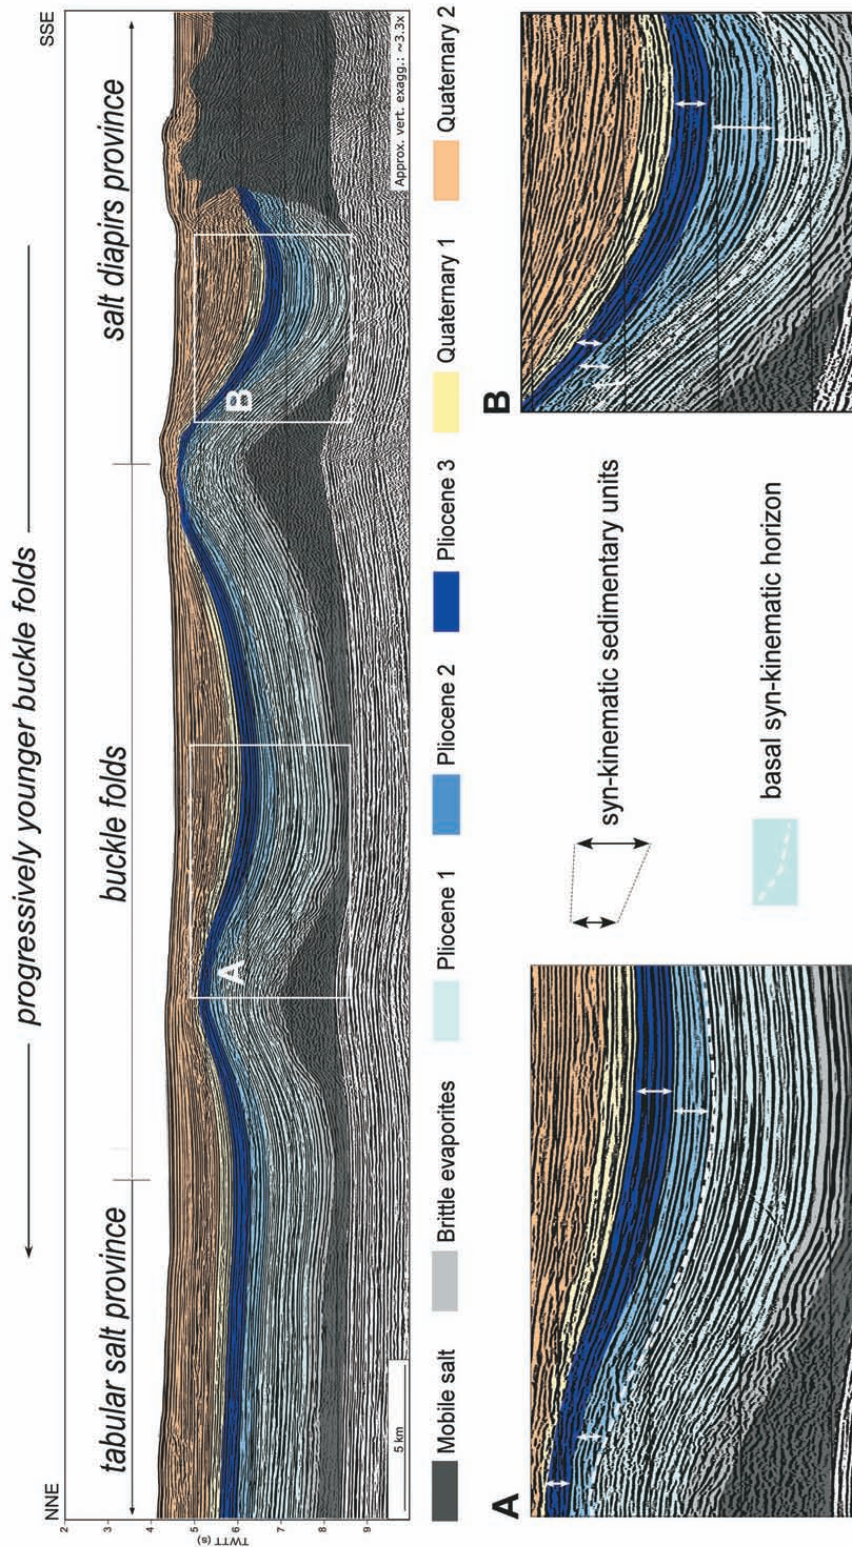 progressively younger buckle folds
NNE
SSE
tabular salt province
buckle folds
salt diapirs province
2
3
4
5
6
7
8
9
TWTT (s)
A
B
5 km
Approx. vert. exagg.: ~3.3x
Mobile salt
Brittle evaporites
Pliocene 1
Pliocene 2
Pliocene 3
Quaternary 1
Quaternary 2
A
syn-kinematic sedimentary units
basal syn-kinematic horizon
B